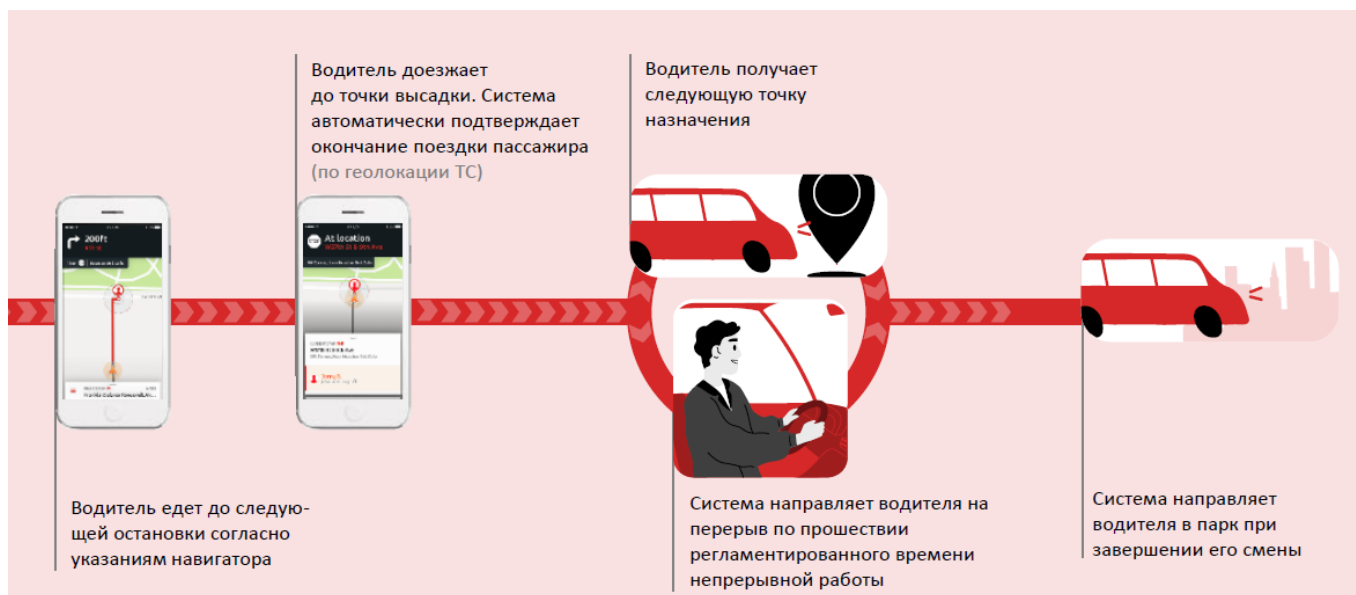 Водитель доезжает
до точки высадки. Система
автоматически подтверждает
окончание поездки пассажира
(по геолокации ТС)
Водитель получает
следующую точку
назначения
200ft
At location
Водитель едет до следую-
щей остановки согласно
указаниям навигатора
Система направляет водителя на
перерыв по прошествии
регламентированного времени
непрерывной работы
Система направляет
водителя в парк при
завершении его смены